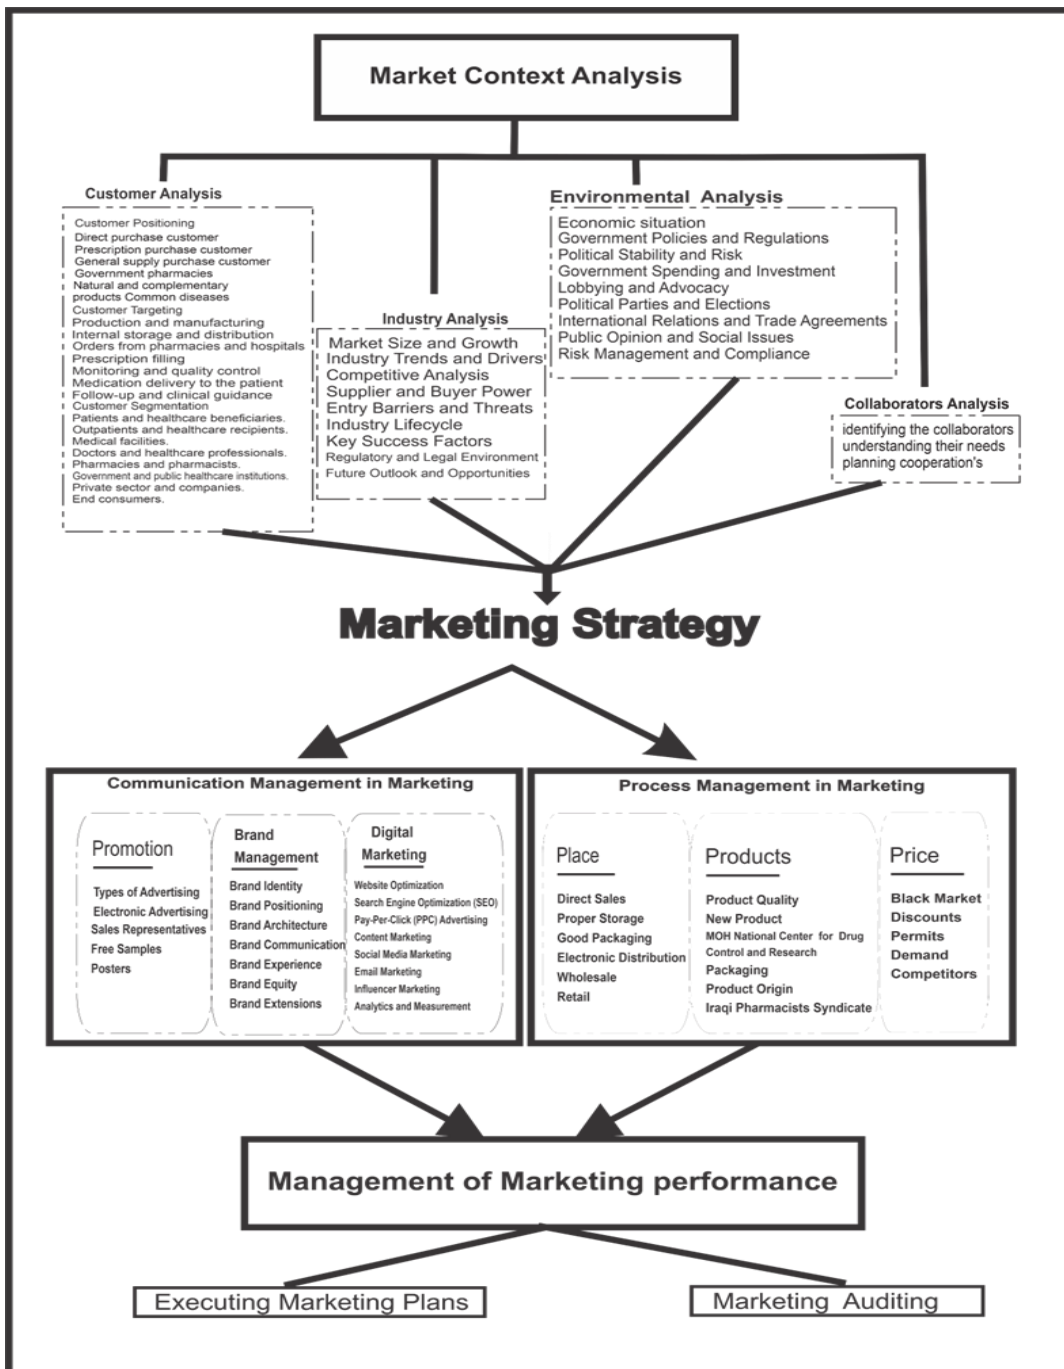 Market Context Analysis
Customer Analysis
Customer Positioning
Direct purchase customer
Prescription purchase customer
General supply purchase customer
Government pharmacies
Natural and complementary
products Common diseases
Customer Targeting
Production and manufacturing
Internal storage and distribution
Orders from pharmacies and hospitals
Prescription filling
Monitoring and quality control
Medication delivery to the patient
Follow-up and clinical guidance
Customer Segmentation
Patients and healthcare beneficiaries.
Outpatients and healthcare recipients.
Medical facilities.
Doctors and healthcare professionals.
Pharmacies and pharmacists.
Government and public healthcare institutions.
Private sector and companies.
End consumers.
Industry Analysis
Market Size and Growth
Industry Trends and Drivers
Competitive Analysis
Supplier and Buyer Power
Entry Barriers and Threats
Industry Lifecycle
Key Success Factors
Regulatory and Legal Environment
Future Outlook and Opportunities
Environmental Analysis
Economic situation
Government Policies and Regulations
Political Stability and Risk
Government Spending and Investment
Lobbying and Advocacy
Political Parties and Elections
International Relations and Trade Agreements
Public Opinion and Social Issues
Risk Management and Compliance
Collaborators Analysis
identifying the collaborators
understanding their needs
planning cooperation's
Marketing Strategy
Communication Management in Marketing
Promotion
Types of Advertising
Electronic Advertising
Sales Representatives
Free Samples
Posters
Brand
Management
Brand Identity
Brand Positioning
Brand Architecture
Brand Communication
Brand Experience
Brand Equity
Brand Extensions
Digital
Marketing
Website Optimization
Search Engine Optimization (SEO)
Pay-Per-Click (PPC) Advertising
Content Marketing
Social Media Marketing
Email Marketing
Influencer Marketing
Analytics and Measurement
Process Management in Marketing
Place
Direct Sales
Proper Storage
Good Packaging
Electronic Distribution
Wholesale
Retail
Products
Product Quality
New Product
MOH National Center for Drug
Control and Research
Packaging
Product Origin
Iraqi Pharmacists Syndicate
Price
Black Market
Discounts
Permits
Demand
Competitors
Management of Marketing performance
Executing Marketing Plans
Marketing Auditing